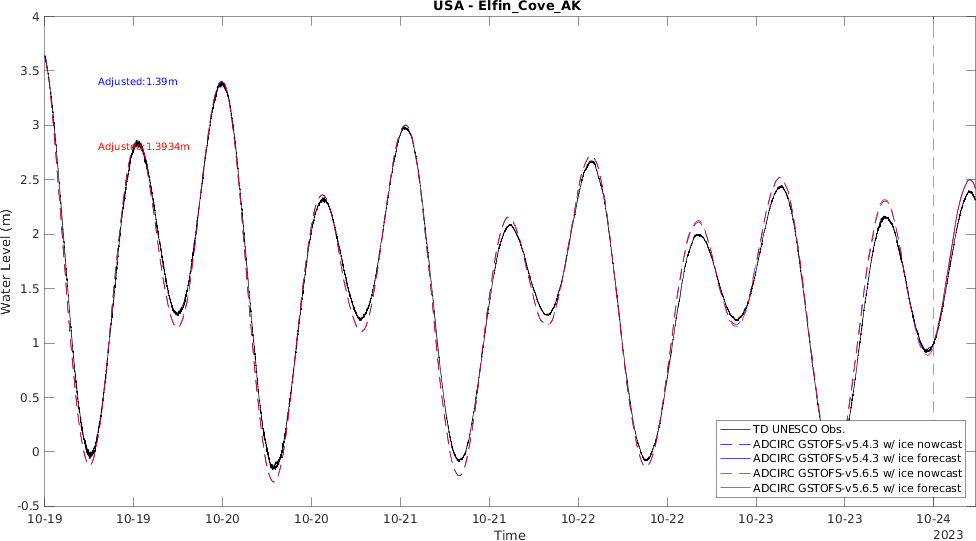 USA - Elfin_Cove_AK
4
3.5
3
2.5
2
1.5
1
0.5
0
-0.5
Water Level (m)
Adjusted:1.39m
Adjusted:1.3934m
TD UNESCO Obs.
ADCIRC GSTOFS-v5.4.3 w/ ice nowcast
ADCIRC GSTOFS-v5.4.3 w/ ice forecast
ADCIRC GSTOFS-v5.6.5 w/ ice nowcast
ADCIRC GSTOFS-v5.6.5 w/ ice forecast
10-19 10-19 10-20 10-20 10-21 10-21 10-22 10-22 10-23 10-23 10-24
Time
2023